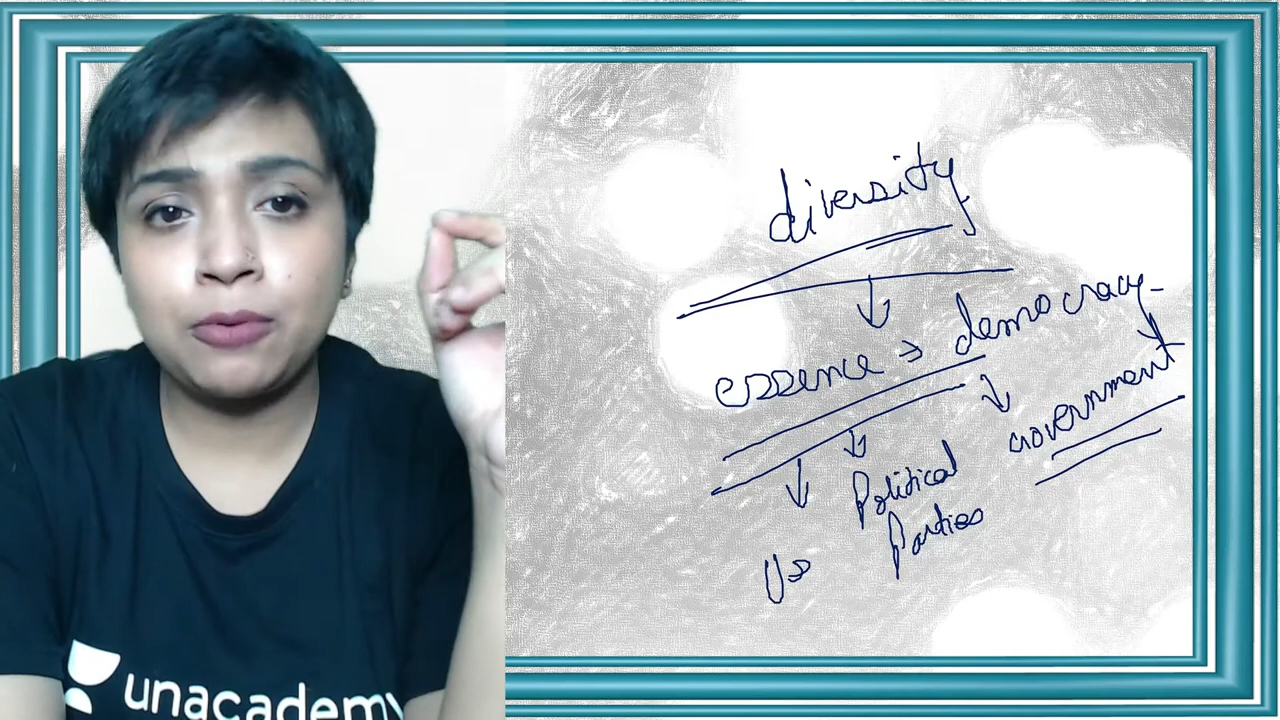 diversity
essence → democracy
Us
Political
Parties
Government
unacademy